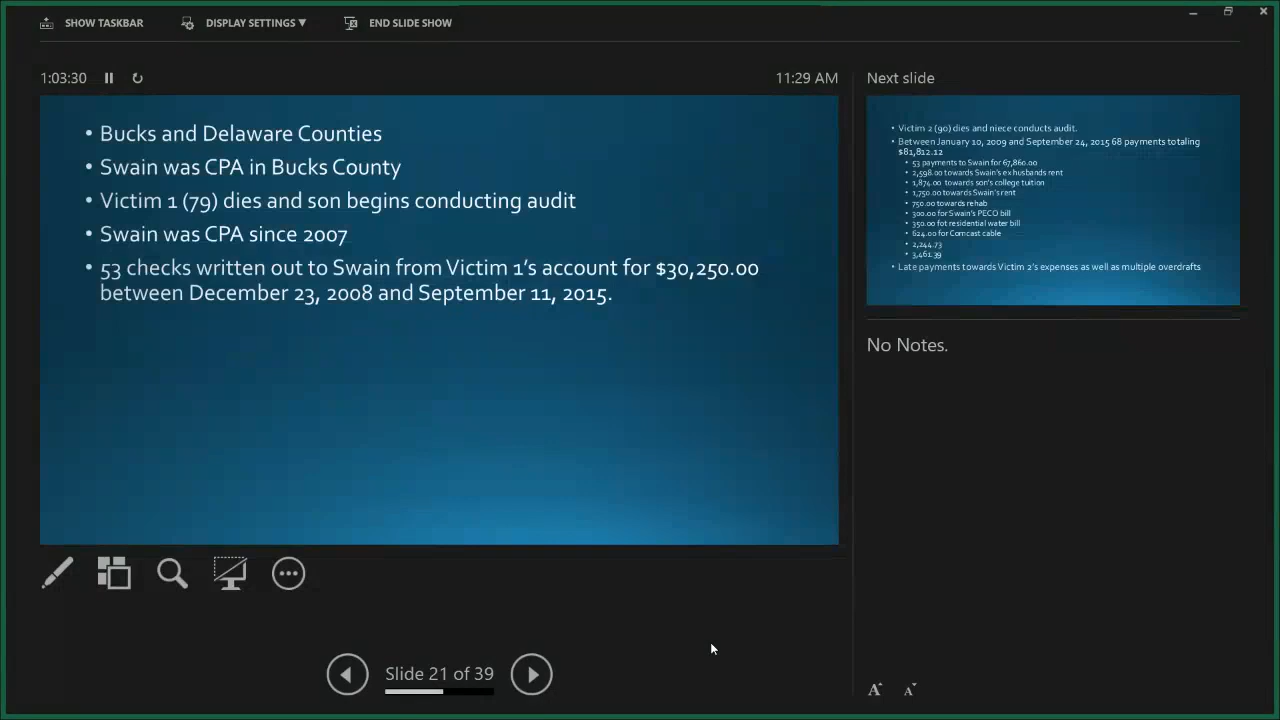 SHOW TASKBAR
DISPLAY SETTINGS ▼
END SLIDE SHOW
1:03:30
11:29 AM
• Bucks and Delaware Counties
• Swain was CPA in Bucks County
• Victim 1 (79) dies and son begins conducting audit
• Swain was CPA since 2007
• 53 checks written out to Swain from Victim 1's account for $30,250.00
between December 23, 2008 and September 11, 2015.
Slide 21 of 39
Next slide
• Victim 2 (90) dies and niece conducts audit.
• Between January 10, 2009 and September 24, 2015 68 payments totaling
$81,812.12
• 53 payments to Swain for 67,860.00
• 2,598.00 towards Swain's ex husbands rent
• 1,874.00 towards son's college tuition
• 1,750.00 towards Swain's rent
• 750.00 towards rehab
• 300.00 for Swain's PECO bill
• 350.00 fot residential water bill
• 624.00 for Comcast cable
• 2,244.73
• 3,461.39
• Late payments towards Victim 2's expenses as well as multiple overdrafts
No Notes.
A A